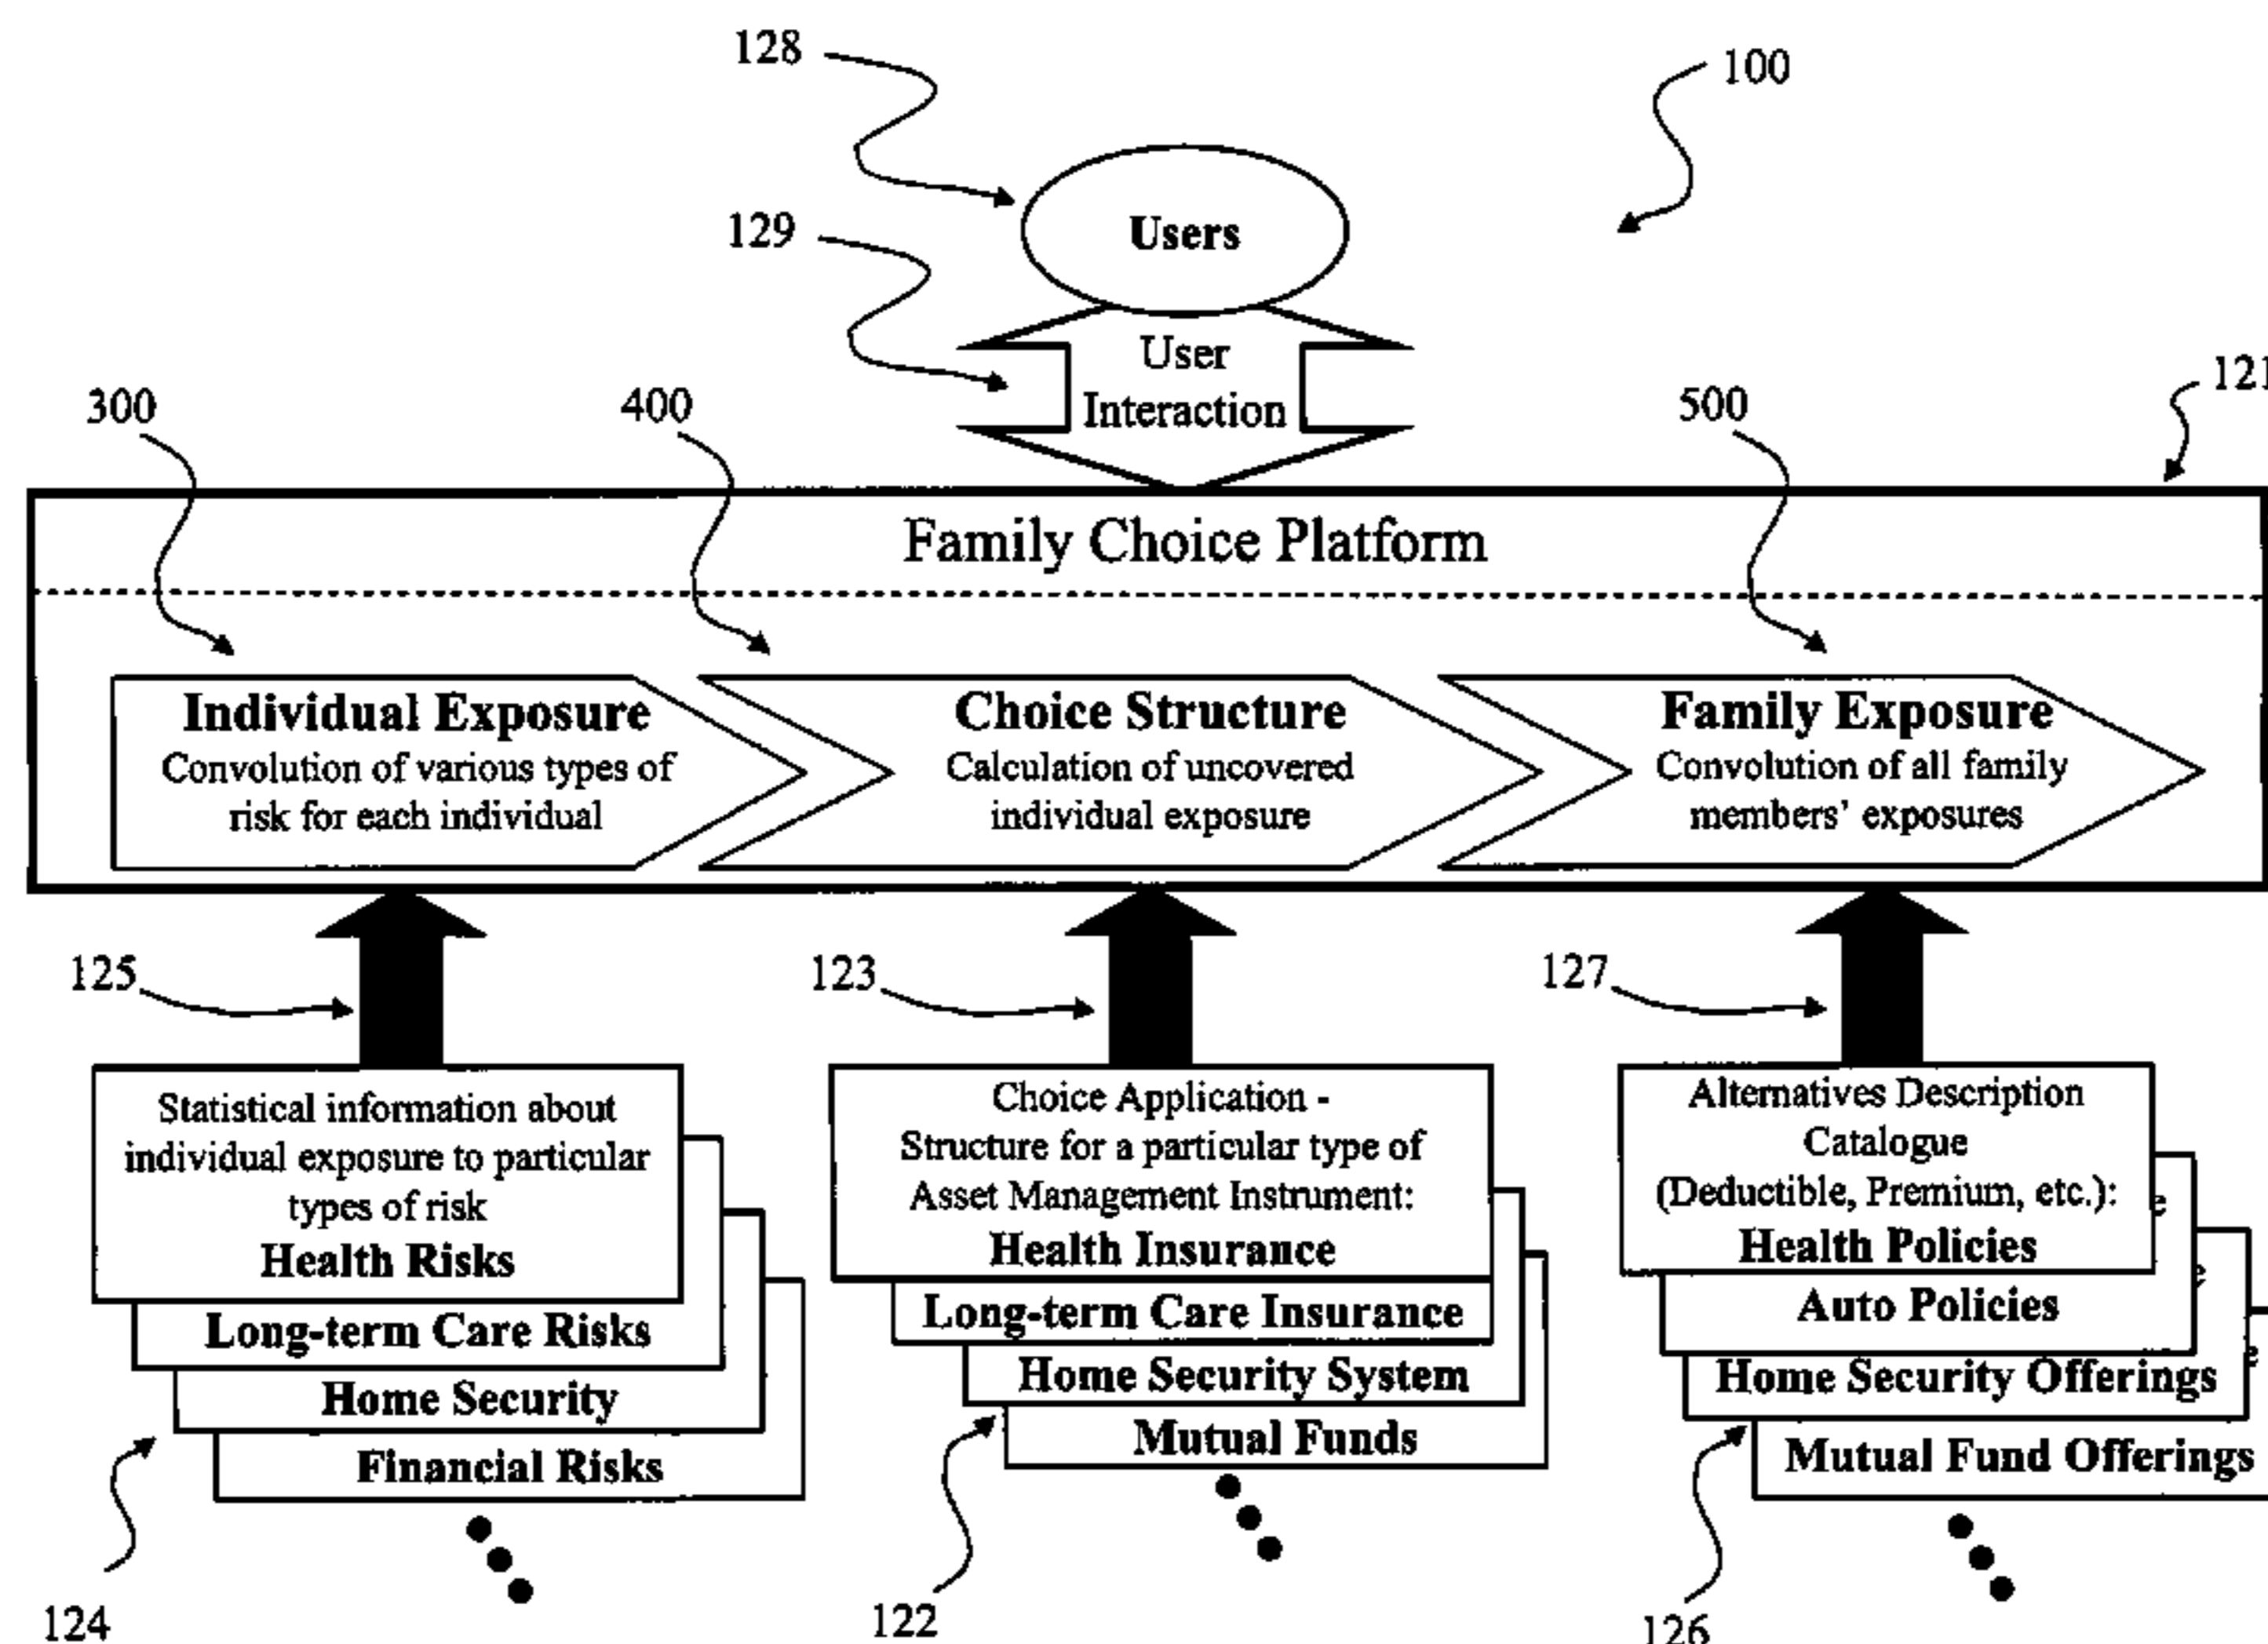 128
100
Users
129
User
Interaction
121
300
400
500
Family Choice Platform
Individual Exposure
Convolution of various types of
risk for each individual
Choice Structure
Calculation of uncovered
individual exposure
Family Exposure
Convolution of all family
members' exposures
125
123
127
Statistical information about
individual exposure to particular
types of risk
Health Risks
Long-term Care Risks
Home Security
Financial Risks
Choice Application -
Structure for a particular type of
Asset Management Instrument:
Health Insurance
Long-term Care Insurance
Home Security System
Mutual Funds
Alternatives Description
Catalogue
(Deductible, Premium, etc.):
Health Policies
Auto Policies
Home Security Offerings
Mutual Fund Offerings
124
122
126